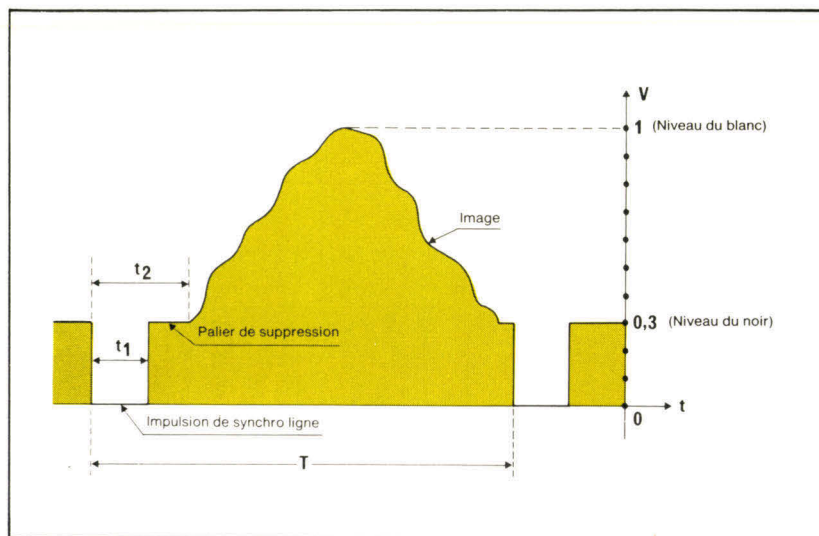 V
1 (Niveau du blanc)
Image
t2
Palier de suppression
0,3 (Niveau du noir)
t1
Impulsion de synchro ligne
t
0
T